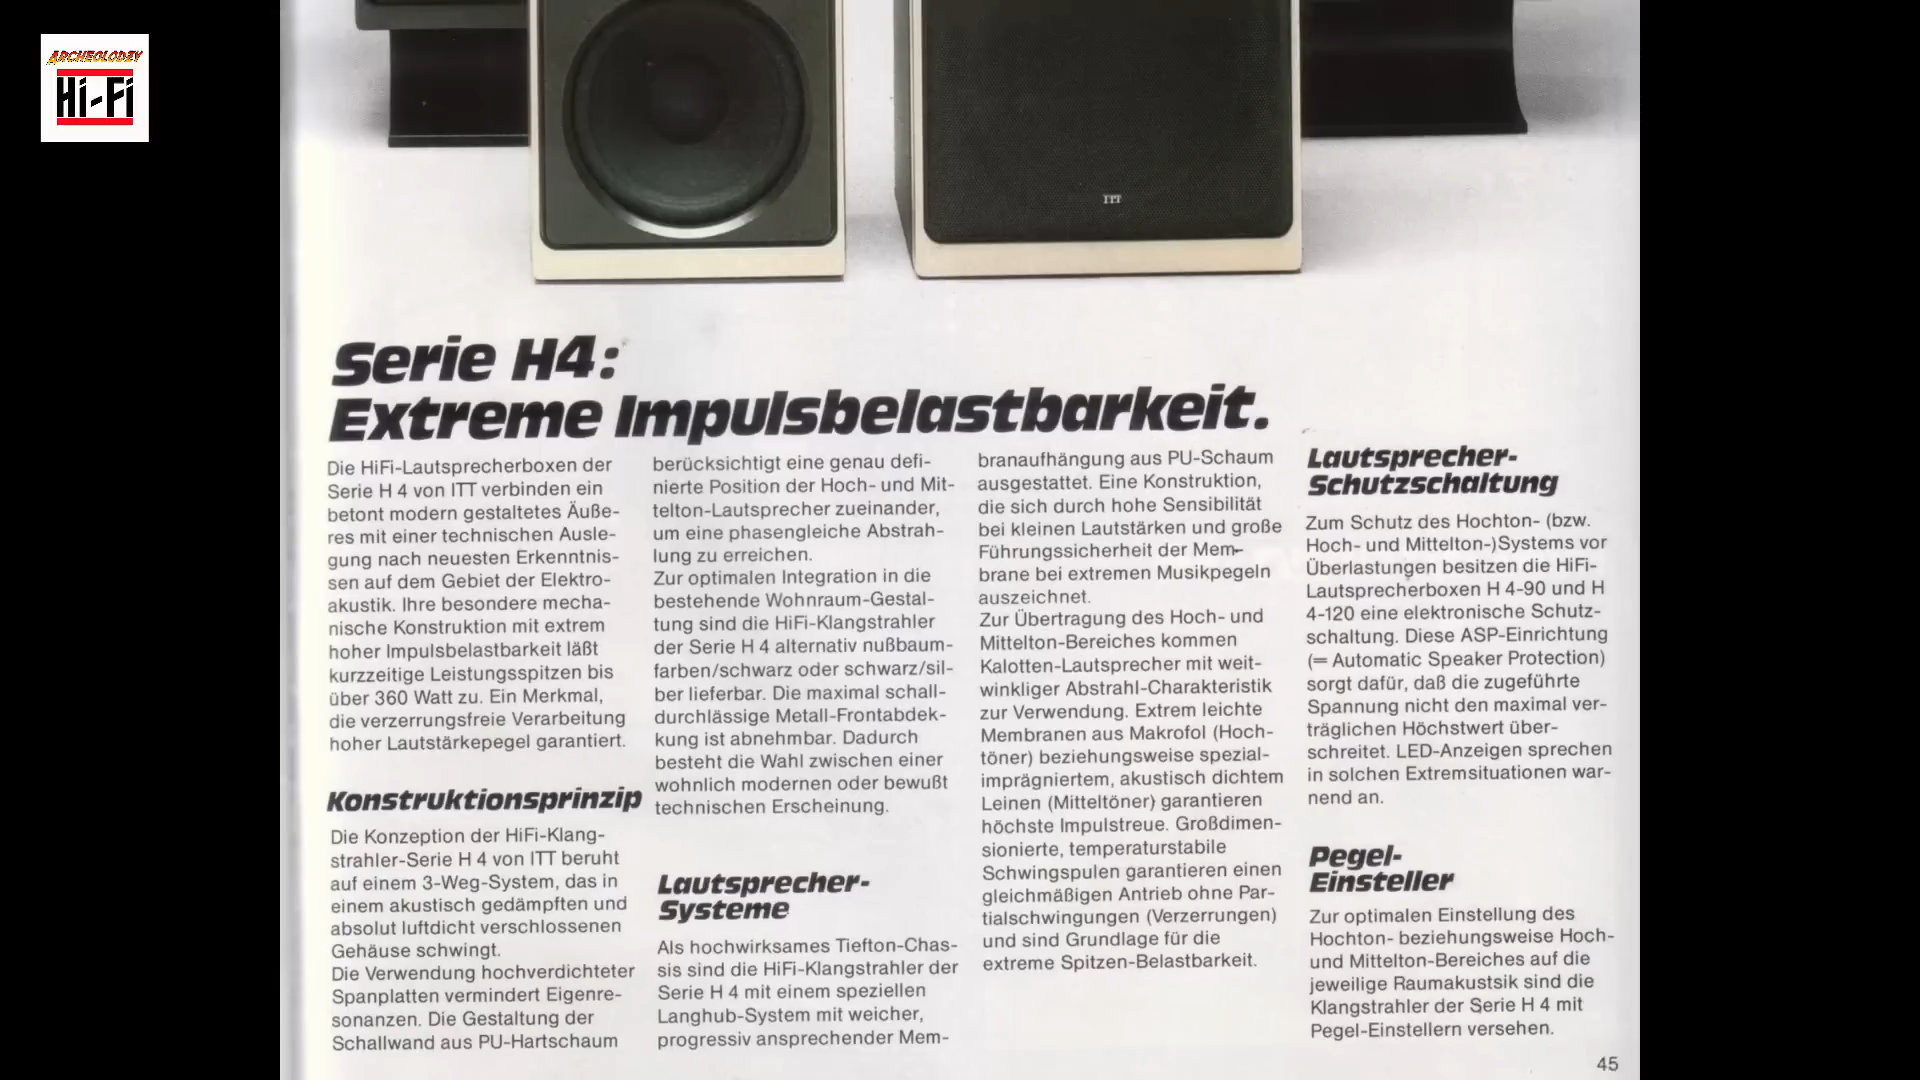 ARCHEOLODZY
Hi-Fi
ITT
Serie H4:
Extreme Impulsbelastbarkeit.
Die HiFi-Lautsprecherboxen der
Serie H 4 von ITT verbinden ein
betont modern gestaltetes Äuße-
res mit einer technischen Ausle-
gung nach neuesten Erkenntnis-
sen auf dem Gebiet der Elektro-
akustik. Ihre besondere mecha-
nische Konstruktion mit extrem
hoher Impulsbelastbarkeit läßt
kurzzeitige Leistungsspitzen bis
über 360 Watt zu. Ein Merkmal,
die verzerrungsfreie Verarbeitung
hoher Lautstärkepegel garantiert.
Konstruktionsprinzip
Die Konzeption der HiFi-Klang-
strahler-Serie H 4 von ITT beruht
auf einem 3-Weg-System, das in
einem akustisch gedämpften und
absolut luftdicht verschlossenen
Gehäuse schwingt.
Die Verwendung hochverdichteter
Spanplatten vermindert Eigenre-
sonanzen. Die Gestaltung der
Schallwand aus PU-Hartschaum
berücksichtigt eine genau defi-
nierte Position der Hoch- und Mit-
telton-Lautsprecher zueinander,
um eine phasengleiche Abstrah-
lung zu erreichen.
Zur optimalen Integration in die
bestehende Wohnraum-Gestal-
tung sind die HiFi-Klangstrahler
der Serie H 4 alternativ nußbaum-
farben/schwarz oder schwarz/sil-
ber lieferbar. Die maximal schall-
durchlässige Metall-Frontabdek-
kung ist abnehmbar. Dadurch
besteht die Wahl zwischen einer
wohnlich modernen oder bewußt
technischen Erscheinung.
Lautsprecher-
Systeme
Als hochwirksames Tiefton-Chas-
sis sind die HiFi-Klangstrahler der
Serie H 4 mit einem speziellen
Langhub-System mit weicher,
progressiv ansprechender Mem-
branaufhängung aus PU-Schaum
ausgestattet. Eine Konstruktion,
die sich durch hohe Sensibilität
bei kleinen Lautstärken und große
Führungssicherheit der Mem-
brane bei extremen Musikpegeln
auszeichnet.
Zur Übertragung des Hoch- und
Mittelton-Bereiches kommen
Kalotten-Lautsprecher mit weit-
winkliger Abstrahl-Charakteristik
zur Verwendung. Extrem leichte
Membranen aus Makrofol (Hoch-
töner) beziehungsweise spezial-
imprägniertem, akustisch dichtem
Leinen (Mitteltöner) garantieren
höchste Impulstreue. Großdimen-
sionierte, temperaturstabile
Schwingspulen garantieren einen
gleichmäßigen Antrieb ohne Par-
tialschwingungen (Verzerrungen)
und sind Grundlage für die
extreme Spitzen-Belastbarkeit.
Lautsprecher-
Schutzschaltung
Zum Schutz des Hochton- (bzw.
Hoch- und Mittelton-)Systems vor
Überlastungen besitzen die HiFi-
Lautsprecherboxen H 4-90 und H
4-120 eine elektronische Schutz-
schaltung. Diese ASP-Einrichtung
(= Automatic Speaker Protection)
sorgt dafür, daß die zugeführte
Spannung nicht den maximal ver-
träglichen Höchstwert über-
schreitet. LED-Anzeigen sprechen
in solchen Extremsituationen war-
nend an.
Pegel-
Einsteller
Zur optimalen Einstellung des
Hochton- beziehungsweise Hoch-
und Mittelton-Bereiches auf die
jeweilige Raumakustsik sind die
Klangstrahler der Serie H 4 mit
Pegel-Einstellern versehen.
45